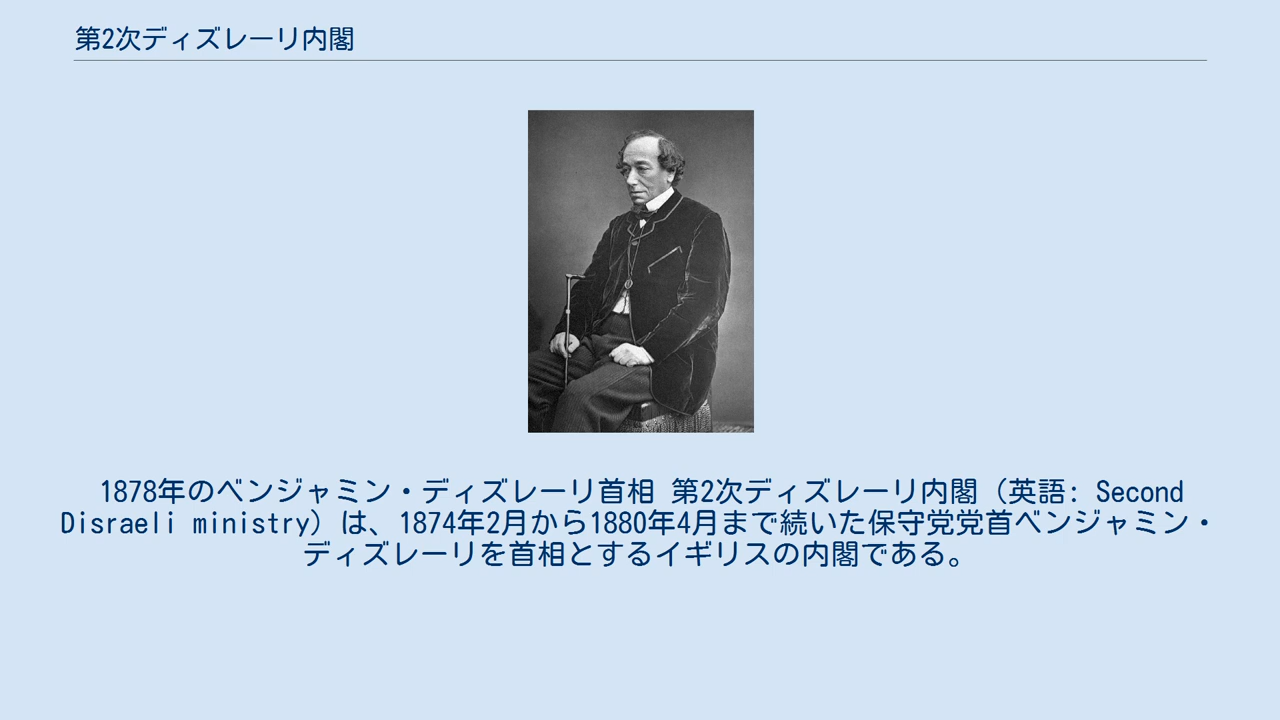 第2次ディズレーリ内閣
1878年のベンジャミン・ディズレーリ首相 第2次ディズレーリ内閣（英語: Second
Disraeli ministry）は、1874年2月から1880年4月まで続いた保守党党首ベンジャミン・
ディズレーリを首相とするイギリスの内閣である。